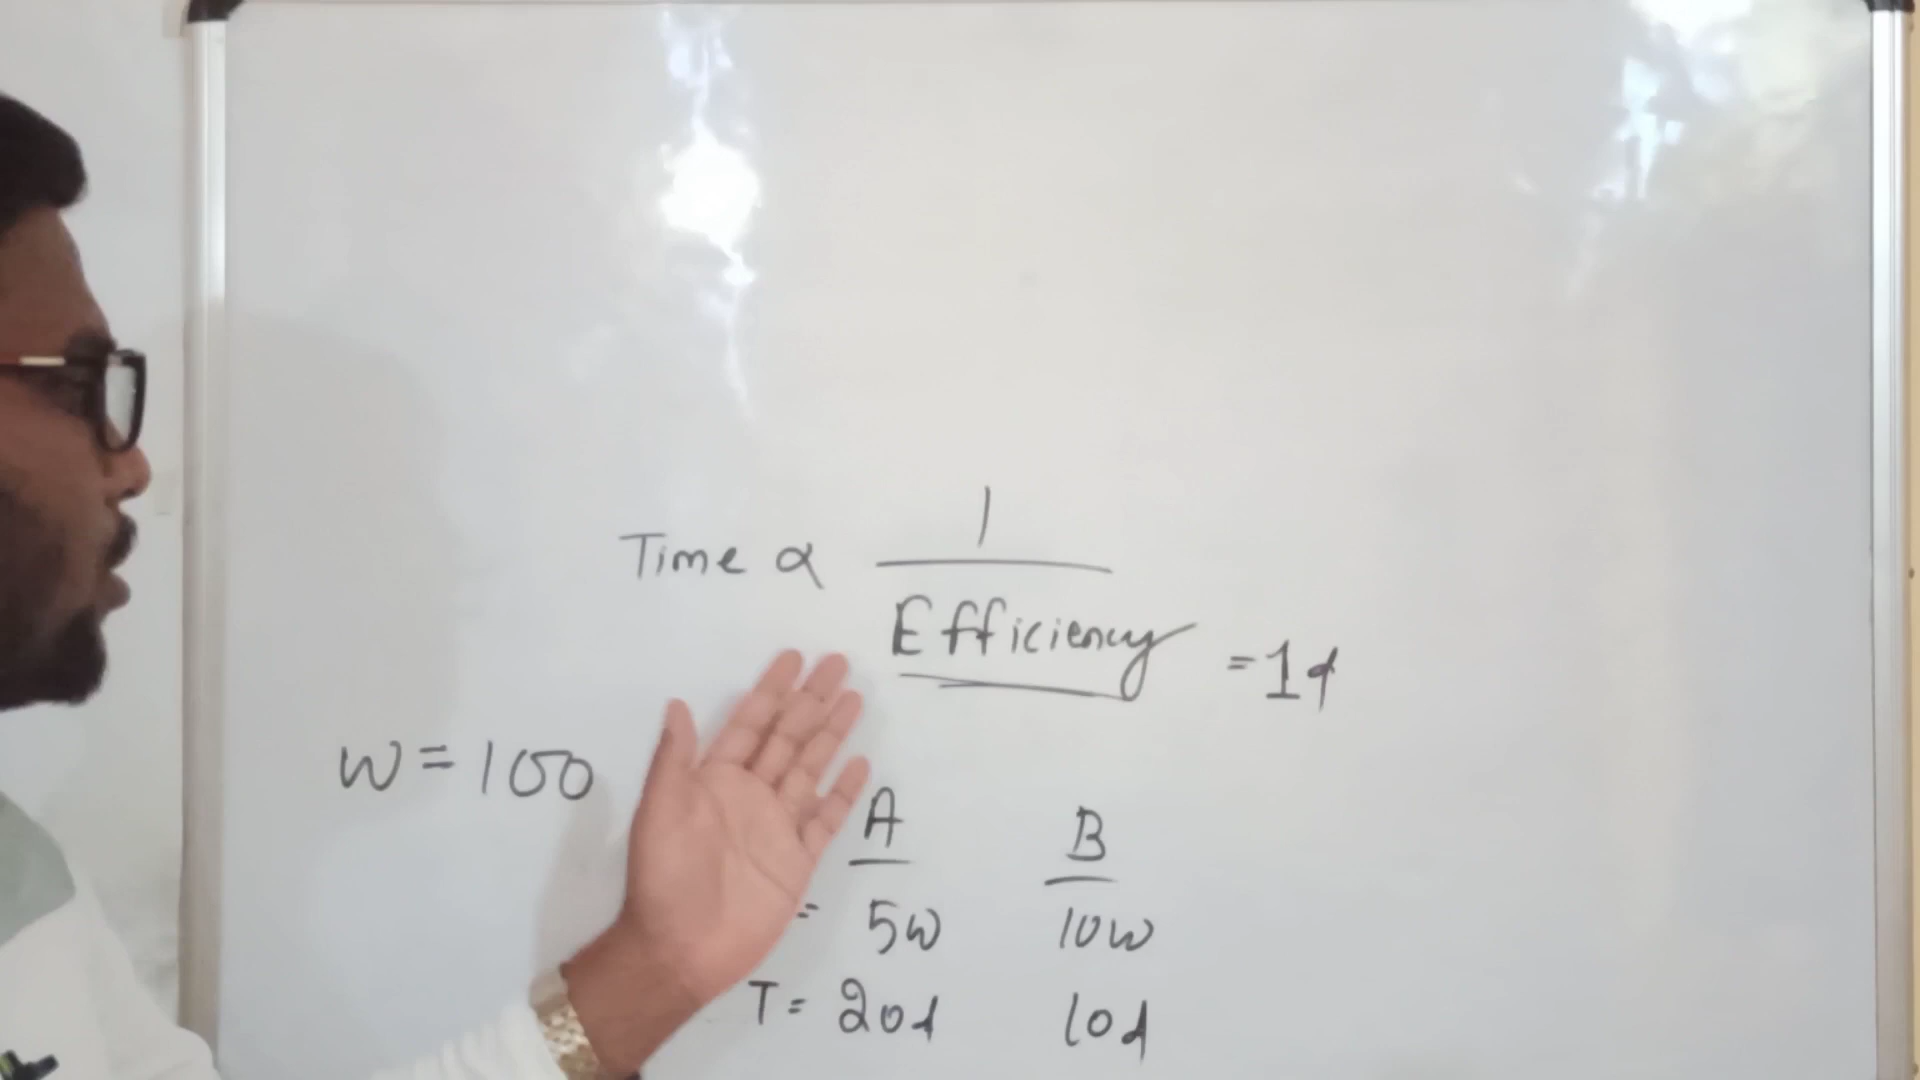 Time ∝ 1
Efficiency = 1d
W = 100
A B
= 5W 10W
T = 20d 10d